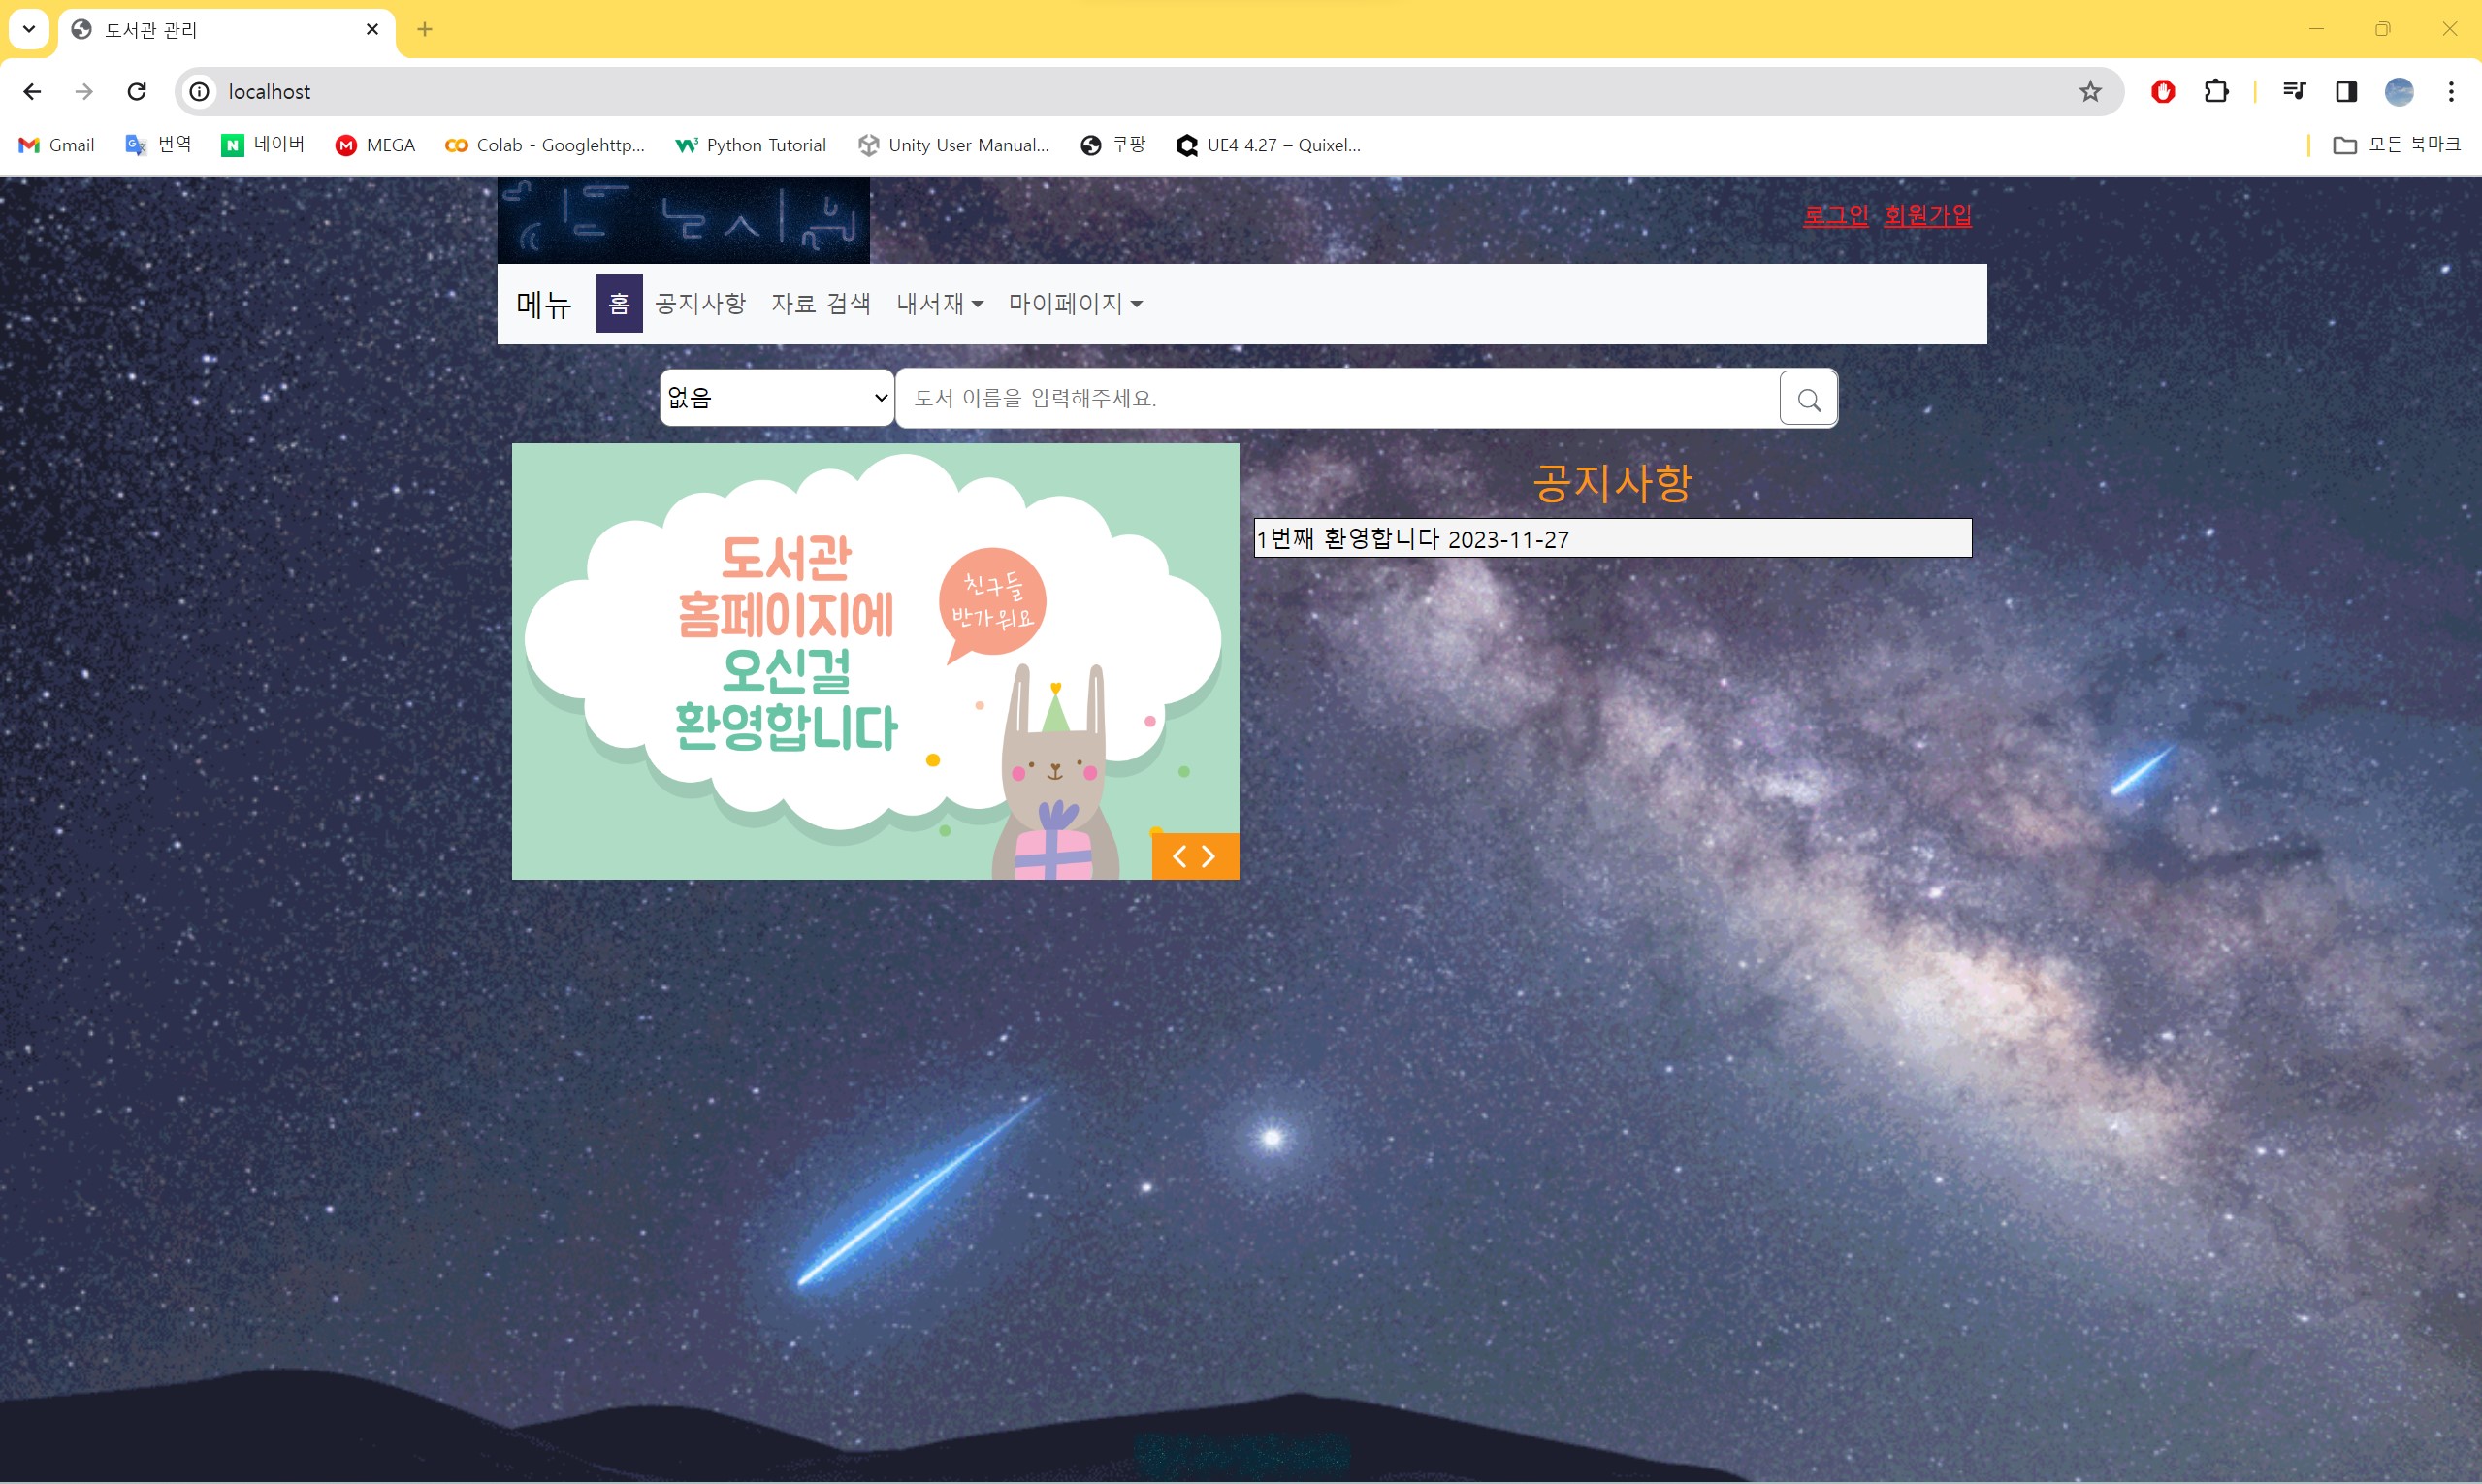 도서관 관리
localhost
Gmail 번역 네이버 MEGA Colab - Googlehttp... Python Tutorial Unity User Manual... 쿠팡 UE4 4.27 – Quixel... 모든 북마크
로그인 회원가입
메뉴 홈 공지사항 자료 검색 내서재 마이페이지
없음 도서 이름을 입력해주세요.
도서관
홈페이지에
오신걸
환영합니다
친구들
반가워요
공지사항
1번째 환영합니다 2023-11-27